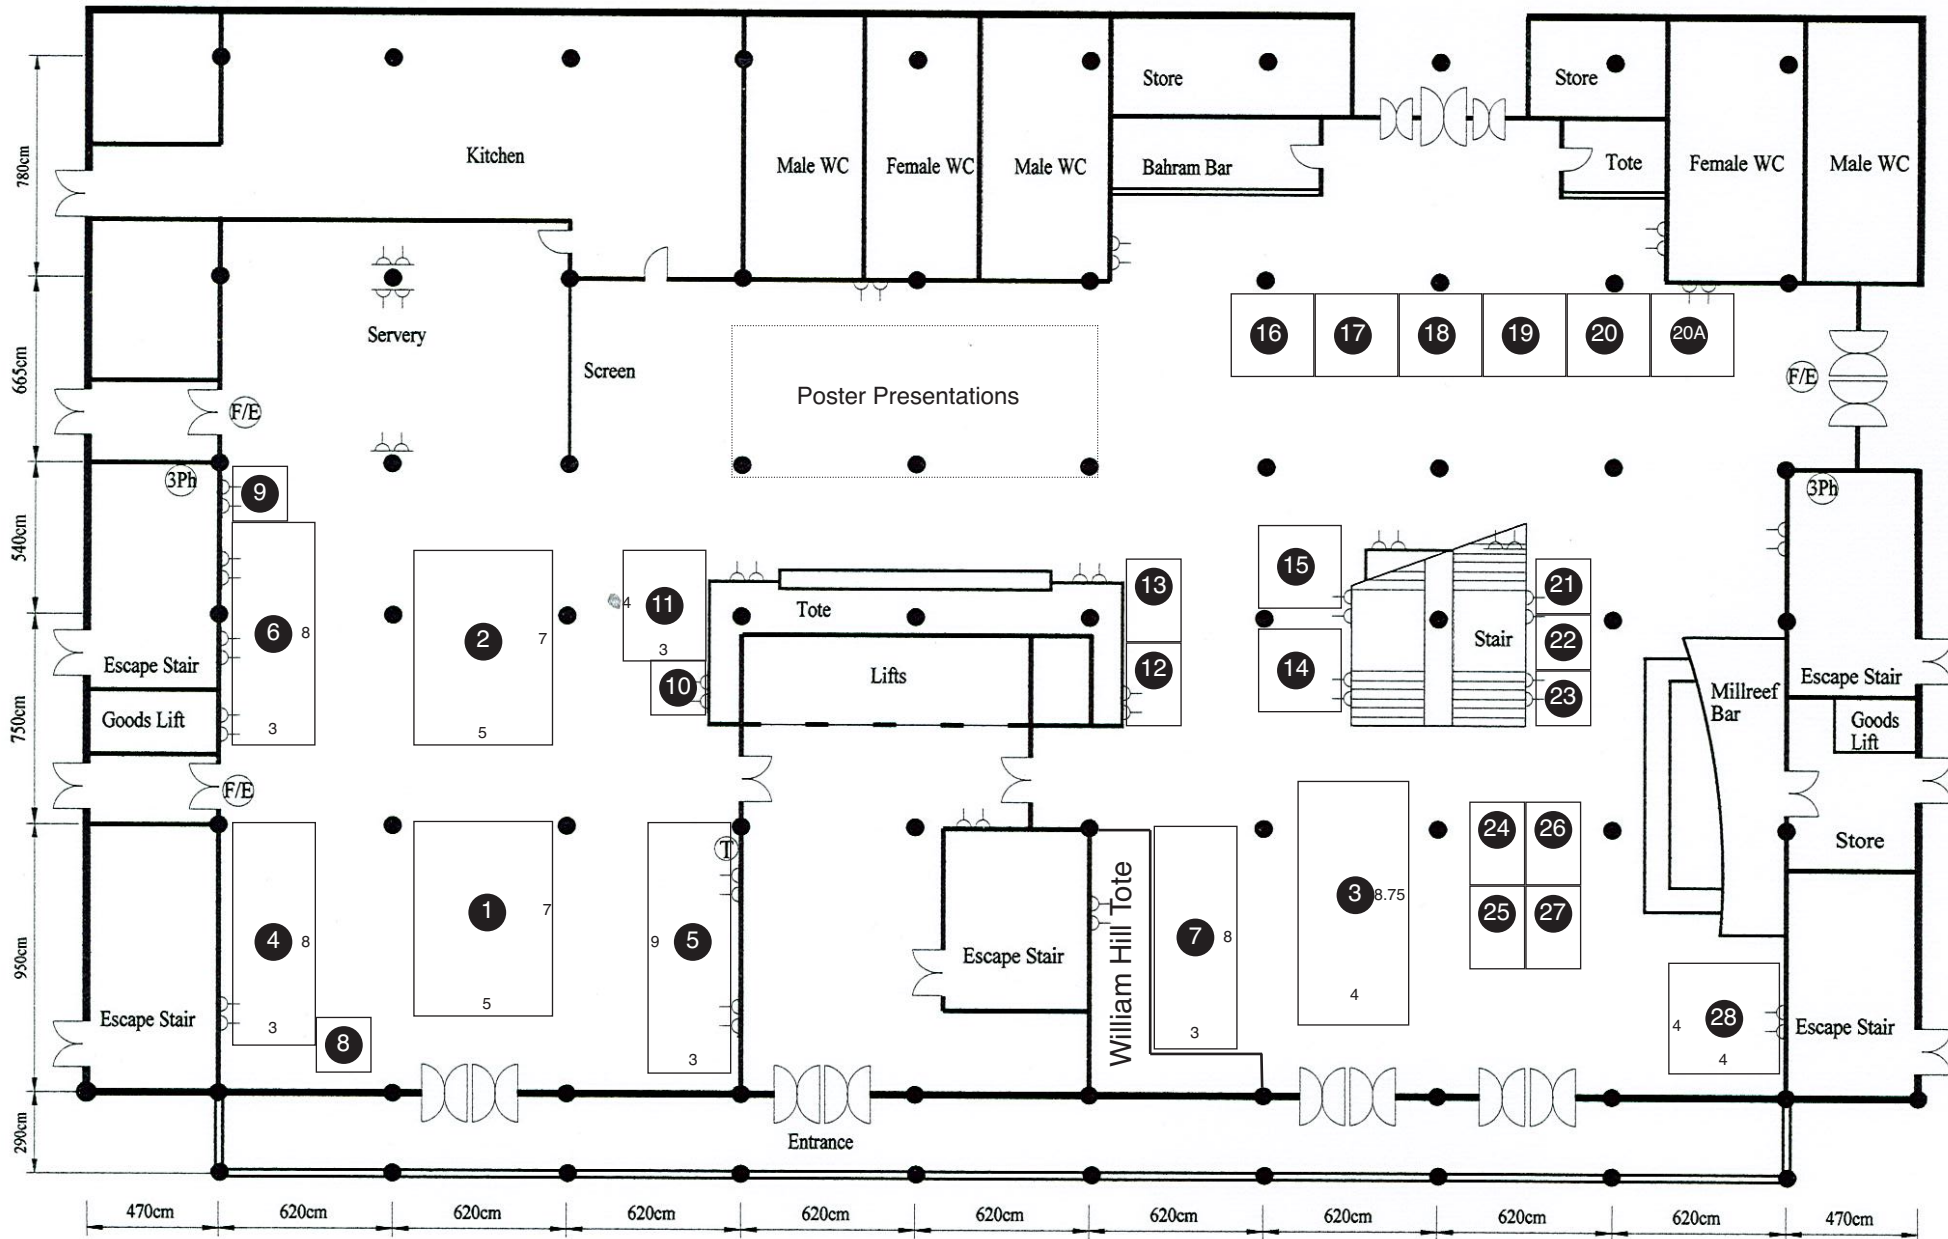 Store
Store
Kitchen
Male WC
Female WC
Male WC
Bahram Bar
Tote
Female WC
Male WC
780cm
Servery
Screen
Poster Presentations
16
17
18
19
20
20A
665cm
F/E
F/E
3Ph
9
3Ph
540cm
15
13
21
11
4
Tote
6
8
2
7
Stair
22
3
Escape Stair
Lifts
12
14
Escape Stair
10
23
Millreef
Bar
Goods Lift
Goods
Lift
750cm
3
5
F/E
24
26
Store
T
William Hill Tote
3
8.75
1
7
25
27
4
8
9
5
7
8
950cm
Escape Stair
4
5
Escape Stair
3
28
4
Escape Stair
3
8
3
4
290cm
Entrance
470cm
620cm
620cm
620cm
620cm
620cm
620cm
620cm
620cm
620cm
470cm